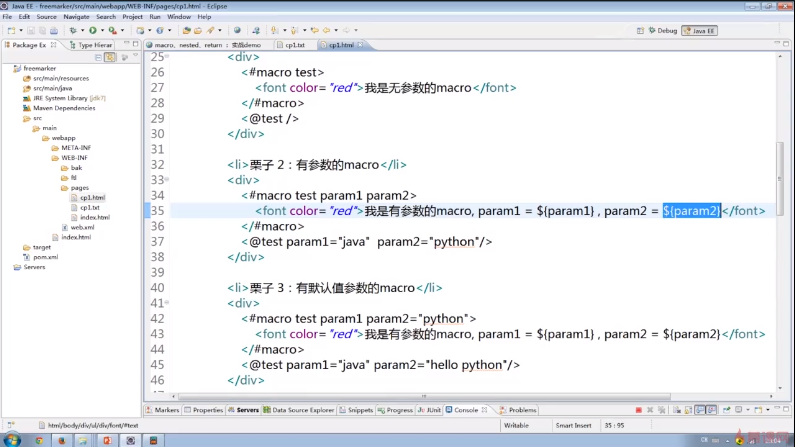 Java EE - freemarker/src/main/webapp/WEB-INF/pages/cp1.html - Eclipse
File Edit Source Navigate Search Project Run Window Help
Debug Java EE
Package Ex Type Hierar
macro, nested, return : 实战demo cp1.txt cp1.html
freemarker
src/main/resources
src/main/java
JRE System Library [jdk7]
Maven Dependencies
src
main
webapp
META-INF
WEB-INF
bak
ftl
pages
cp1.html
cp1.txt
index.html
web.xml
index.html
target
pom.xml
Servers
25 <div>
26 <#macro test>
27 <font color="red">我是无参数的macro</font>
28 </#macro>
29 <@test />
30 </div>
31
32 <li>栗子 2：有参数的macro</li>
33 <div>
34 <#macro test param1 param2>
35 <font color="red">我是有参数的macro, param1 = ${param1} , param2 = ${param2}</font>
36 </#macro>
37 <@test param1="java"  param2="python"/>
38 </div>
39
40 <li>栗子 3：有默认值参数的macro</li>
41 <div>
42 <#macro test param1 param2="python">
43 <font color="red">我是有参数的macro, param1 = ${param1} , param2 = ${param2}</font>
44 </#macro>
45 <@test param1="java" param2="hello python"/>
46 </div>
Markers Properties Servers Data Source Explorer Snippets Progress JUnit Console Problems
html/body/div/ul/div/font/#text
Writable Smart Insert 35 : 95